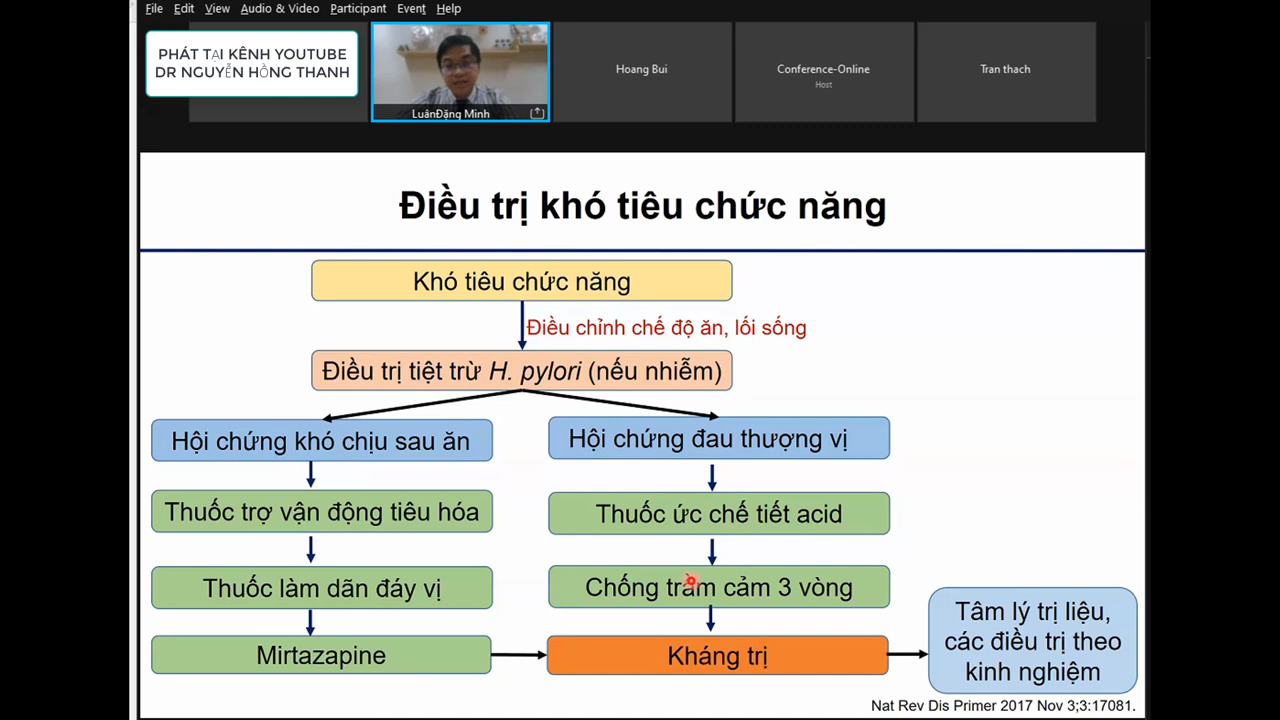 File Edit View Audio & Video Participant Event Help
PHÁT TẠI KÊNH YOUTUBE
DR NGUYỄN HỒNG THANH
LuânĐặng Minh
Hoang Bui
Conference-Online
Host
Tran thach
Điều trị khó tiêu chức năng
Khó tiêu chức năng
Điều chỉnh chế độ ăn, lối sống
Điều trị tiệt trừ H. pylori (nếu nhiễm)
Hội chứng khó chịu sau ăn
Hội chứng đau thượng vị
Thuốc trợ vận động tiêu hóa
Thuốc ức chế tiết acid
Thuốc làm dãn đáy vị
Chống trầm cảm 3 vòng
Mirtazapine
Kháng trị
Tâm lý trị liệu,
các điều trị theo
kinh nghiệm
Nat Rev Dis Primer 2017 Nov 3;3:17081.